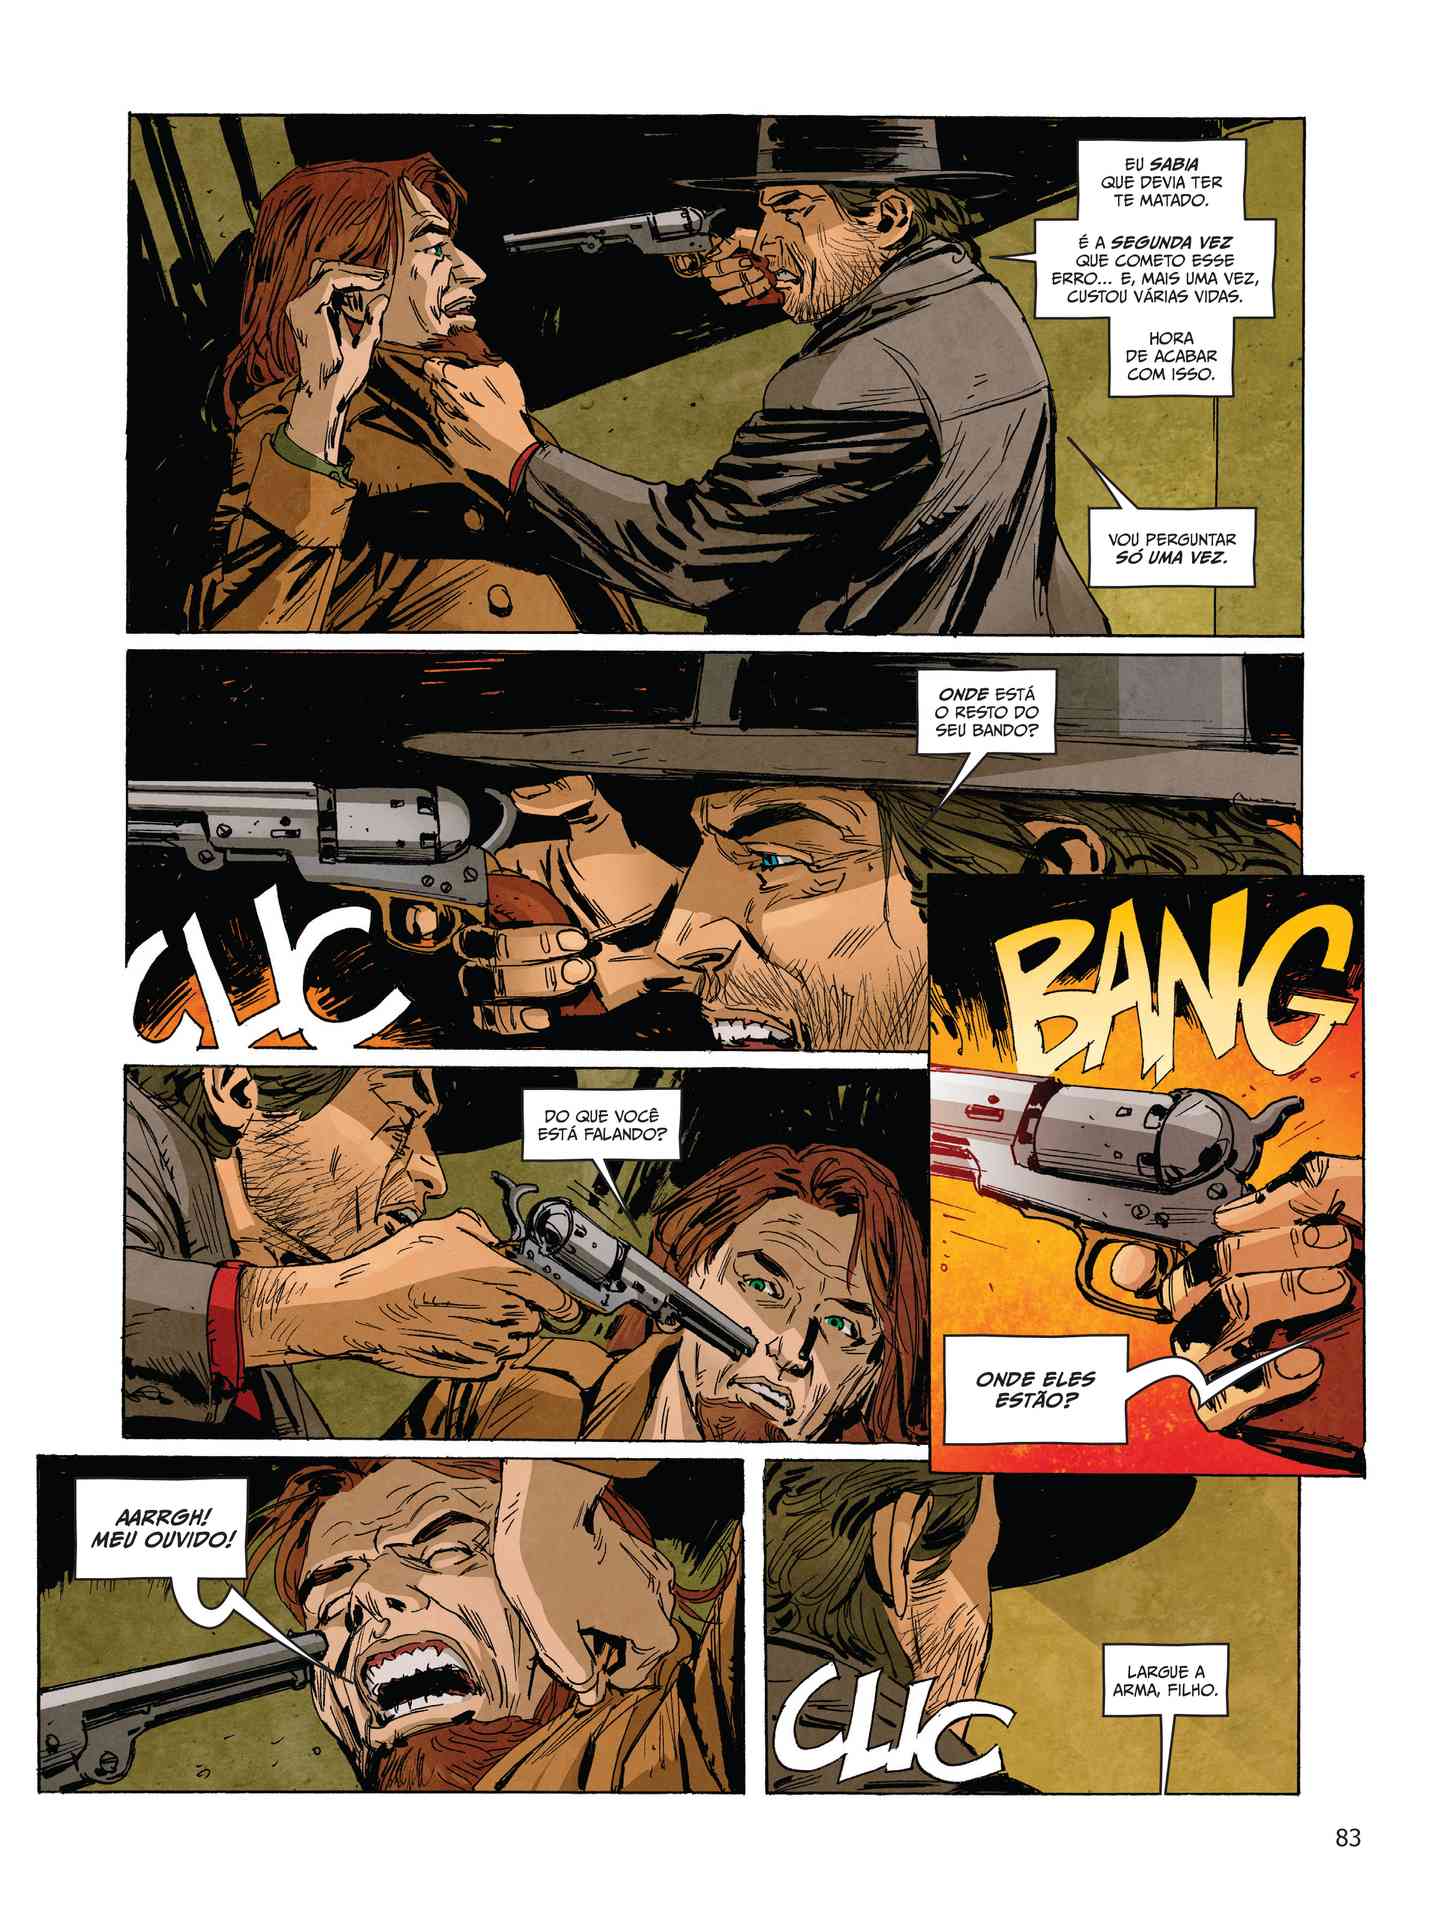 EU SABIA
QUE DEVIA TER
TE MATADO.
É A SEGUNDA VEZ
QUE COMETO ESSE
ERRO... E, MAIS UMA VEZ,
CUSTOU VÁRIAS VIDAS.
HORA
DE ACABAR
COM ISSO.
VOU PERGUNTAR
SÓ UMA VEZ.
ONDE ESTÁ
O RESTO DO
SEU BANDO?
CLIC
DO QUE VOCÊ
ESTÁ FALANDO?
BANG
ONDE ELES
ESTÃO?
AARRGH!
MEU OUVIDO!
CLIC
LARGUE A
ARMA, FILHO.
83